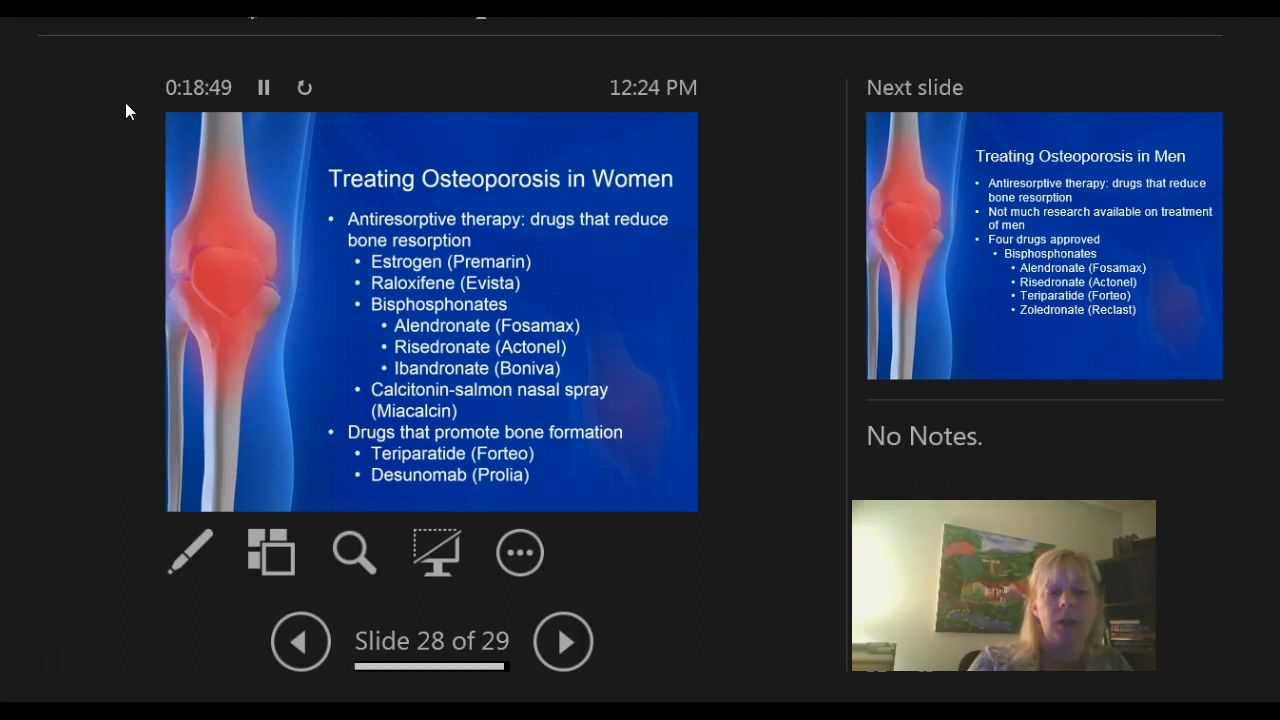 0:18:49
12:24 PM
Treating Osteoporosis in Women
• Antiresorptive therapy: drugs that reduce
bone resorption
• Estrogen (Premarin)
• Raloxifene (Evista)
• Bisphosphonates
• Alendronate (Fosamax)
• Risedronate (Actonel)
• Ibandronate (Boniva)
• Calcitonin-salmon nasal spray
(Miacalcin)
• Drugs that promote bone formation
• Teriparatide (Forteo)
• Desunomab (Prolia)
Slide 28 of 29
Next slide
Treating Osteoporosis in Men
• Antiresorptive therapy: drugs that reduce
bone resorption
• Not much research available on treatment
of men
• Four drugs approved
• Bisphosphonates
• Alendronate (Fosamax)
• Risedronate (Actonel)
• Teriparatide (Forteo)
• Zoledronate (Reclast)
No Notes.